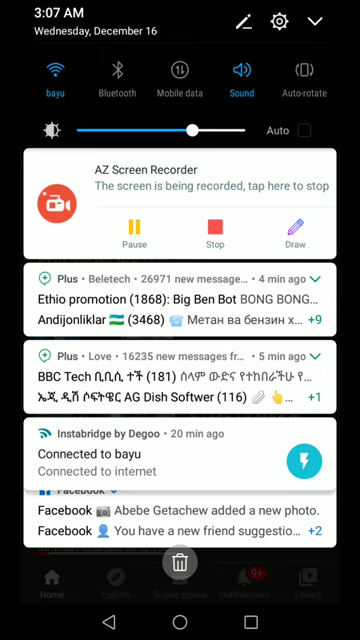 3:07 AM
Wednesday, December 16
bayu
Bluetooth
Mobile data
Sound
Auto-rotate
Auto
AZ Screen Recorder
The screen is being recorded, tap here to stop
Pause
Stop
Draw
Plus • Beletech • 26971 new message... • 4 min ago
Ethio promotion (1868): Big Ben Bot BONG BONG...
Andijonliklar 🇺🇿 (3468) 📨 Метан ва бензин х... +9
Plus • Love • 16235 new messages fr... • 5 min ago
BBC Tech ቢቢሲ ተች (181) ሰላም ውድና የተከበራችሁ የ...
ኤጂ ዲሽ ሶፍትዌር AG Dish Softwer (116) 📎 👆... +1
Instabridge by Degoo • 20 min ago
Connected to bayu
Connected to internet
Facebook
Facebook 📷 Abebe Getachew added a new photo.
Facebook 👤 You have a new friend suggestio... +2
Home
Explore
Subscriptions
Notifications
9+
Library